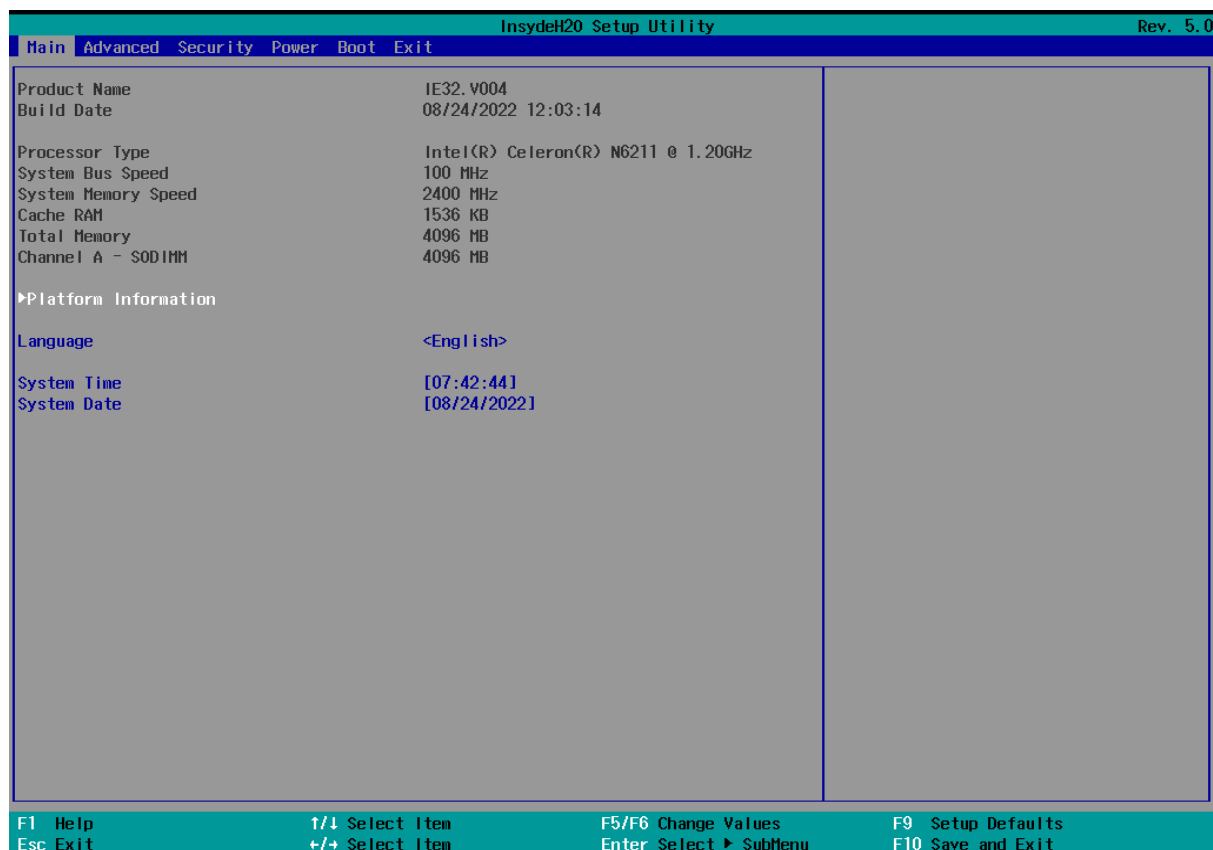 InsydeH20 Setup Utility Rev. 5.0
Main Advanced Security Power Boot Exit
Product Name IE32.V004
Build Date 08/24/2022 12:03:14
Processor Type Intel(R) Celeron(R) N6211 @ 1.20GHz
System Bus Speed 100 MHz
System Memory Speed 2400 MHz
Cache RAM 1536 KB
Total Memory 4096 MB
Channel A - SODIMM 4096 MB
▶Platform Information
Language <English>
System Time [07:42:44]
System Date [08/24/2022]
F1 Help ↑/↓ Select Item F5/F6 Change Values F9 Setup Defaults
Esc Exit ←/→ Select Item Enter Select ▶ SubMenu F10 Save and Exit